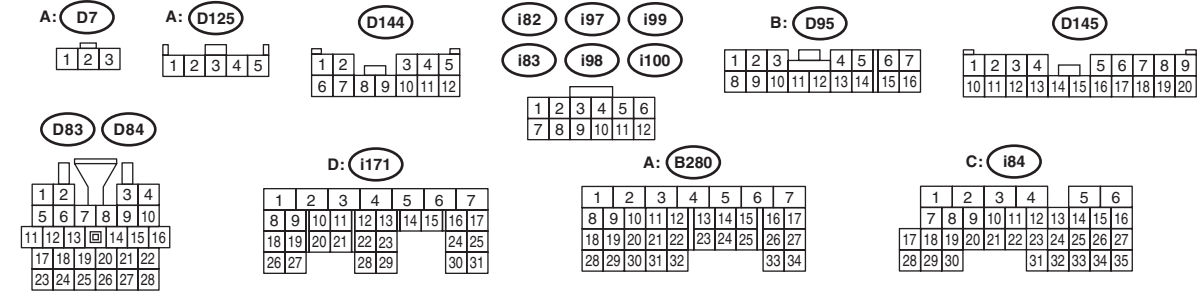 A: D7
1 2 3
A: D125
1 2 3 4 5
D144
1 2 3 4 5
6 7 8 9 10 11 12
i82 i97 i99
i83 i98 i100
1 2 3 4 5 6
7 8 9 10 11 12
B: D95
1 2 3 4 5 6 7
8 9 10 11 12 13 14 15 16
D145
1 2 3 4 5 6 7 8 9
10 11 12 13 14 15 16 17 18 19 20
D83 D84
1 2 3 4
5 6 7 8 9 10
11 12 13 14 15 16
17 18 19 20 21 22
23 24 25 26 27 28
D: i171
1 2 3 4 5 6 7
8 9 10 11 12 13 14 15 16 17
18 19 20 21 22 23 24 25
26 27 28 29 30 31
A: B280
1 2 3 4 5 6 7
8 9 10 11 12 13 14 15 16 17
18 19 20 21 22 23 24 25 26 27
28 29 30 31 32 33 34
C: i84
1 2 3 4 5 6
7 8 9 10 11 12 13 14 15 16
17 18 19 20 21 22 23 24 25 26 27
28 29 30 31 32 33 34 35